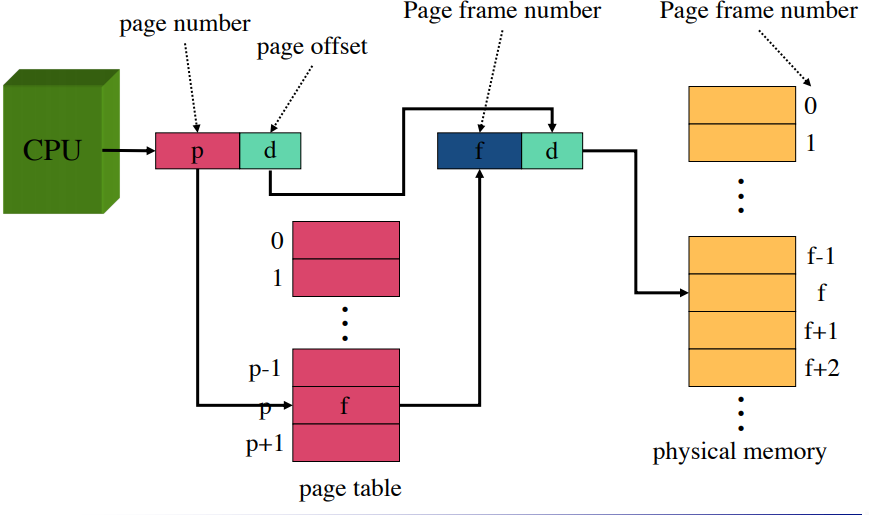 page number
page offset
Page frame number
Page frame number
CPU
p
d
f
d
0
1
0
1
p-1
p
f
p+1
page table
f-1
f
f+1
f+2
physical memory